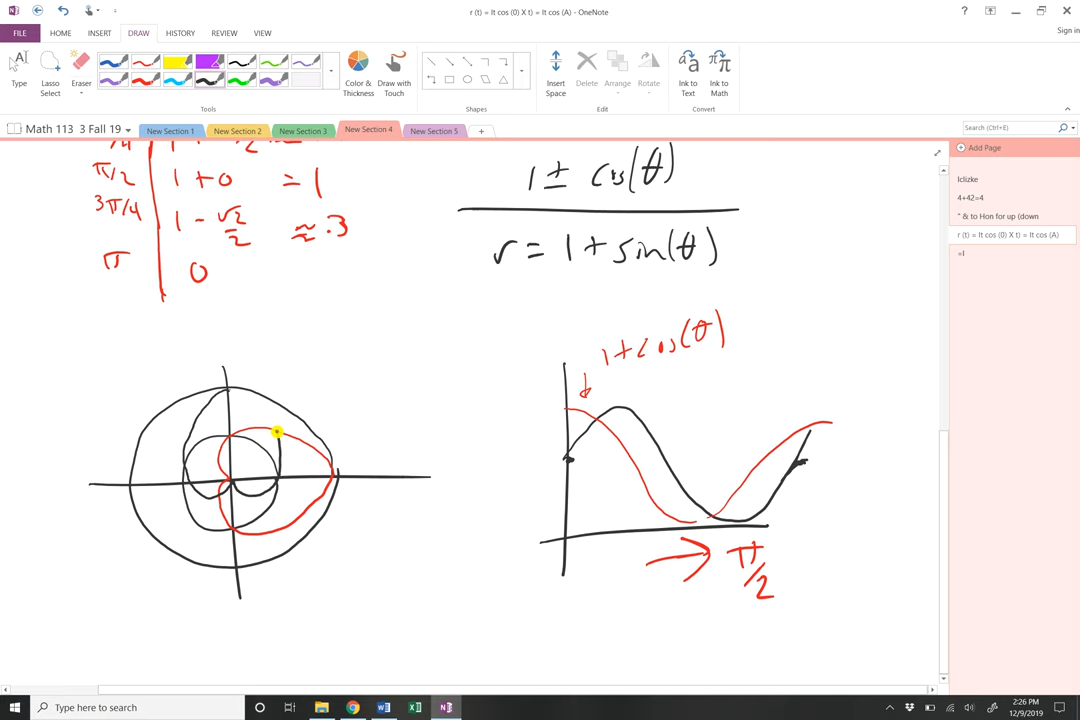 r (t) = lt cos (0) X t) = lt cos (A) - OneNote
Sign in
FILE HOME INSERT DRAW HISTORY REVIEW VIEW
Type
Lasso Select
Eraser
Color & Thickness
Draw with Touch
Insert Space
Delete
Arrange
Rotate
Ink to Text
Ink to Math
Tools
Shapes
Edit
Convert
Math 113 3 Fall 19
New Section 1
New Section 2
New Section 3
New Section 4
New Section 5
Search (Ctrl+E)
Add Page
Iclizke
4+42=4
" & to Hon for up (down
r (t) = lt cos (0) X t) = lt cos (A)
=l
π/2 1 + 0 = 1
3π/4 1 - √2/2 ≈ .3
π 0
1 ± cos(θ)
r = 1 + sin(θ)
1 + cos(θ)
π/2
Type here to search
2:26 PM
12/9/2019